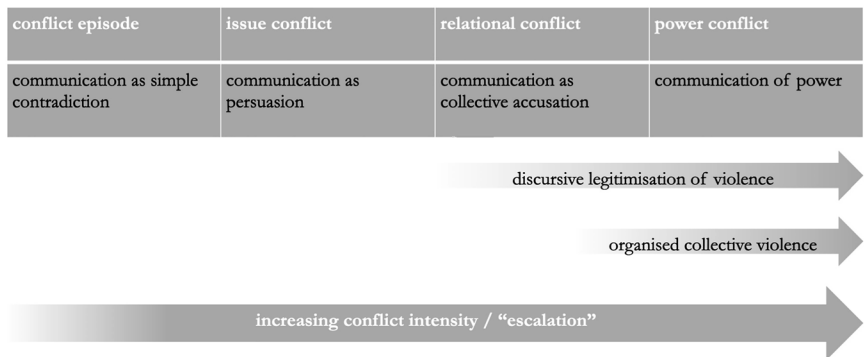 conflict episode
issue conflict
relational conflict
power conflict
communication as simple
contradiction
communication as
persuasion
communication as
collective accusation
communication of power
discursive legitimisation of violence
organised collective violence
increasing conflict intensity / “escalation”